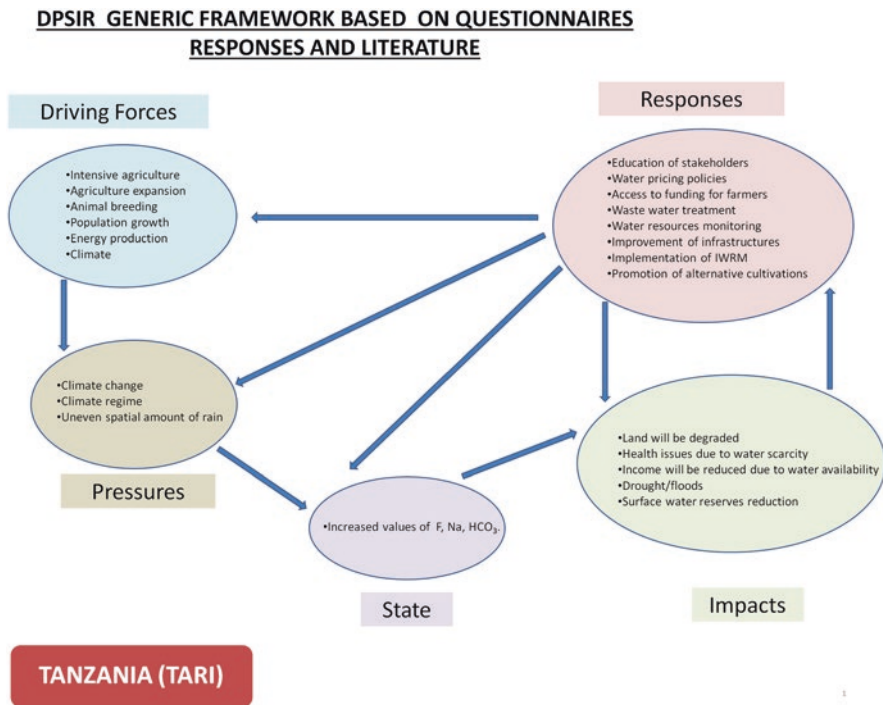 DPSIR GENERIC FRAMEWORK BASED ON QUESTIONNAIRES
RESPONSES AND LITERATURE
Driving Forces
•Intensive agriculture
•Agriculture expansion
•Animal breeding
•Population growth
•Energy production
•Climate
Responses
•Education of stakeholders
•Water pricing policies
•Access to funding for farmers
•Waste water treatment
•Water resources monitoring
•Improvement of infrastructures
•Implementation of IWRM
•Promotion of alternative cultivations
•Climate change
•Climate regime
•Uneven spatial amount of rain
Pressures
•Increased values of F, Na, HCO₃.
State
•Land will be degraded
•Health issues due to water scarcity
•Income will be reduced due to water availability
•Drought/floods
•Surface water reserves reduction
Impacts
TANZANIA (TARI)
1